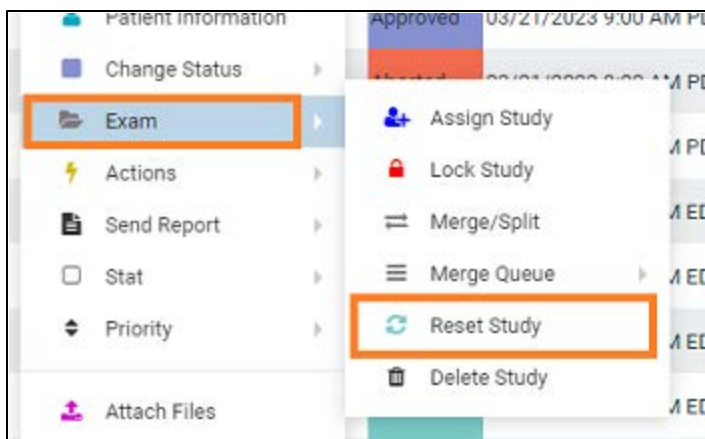 Patient Information
Approved 03/21/2023 9:00 AM
Change Status
Exam
Assign Study
Actions
Lock Study
Send Report
Merge/Split
Stat
Merge Queue
Priority
Reset Study
Delete Study
Attach Files